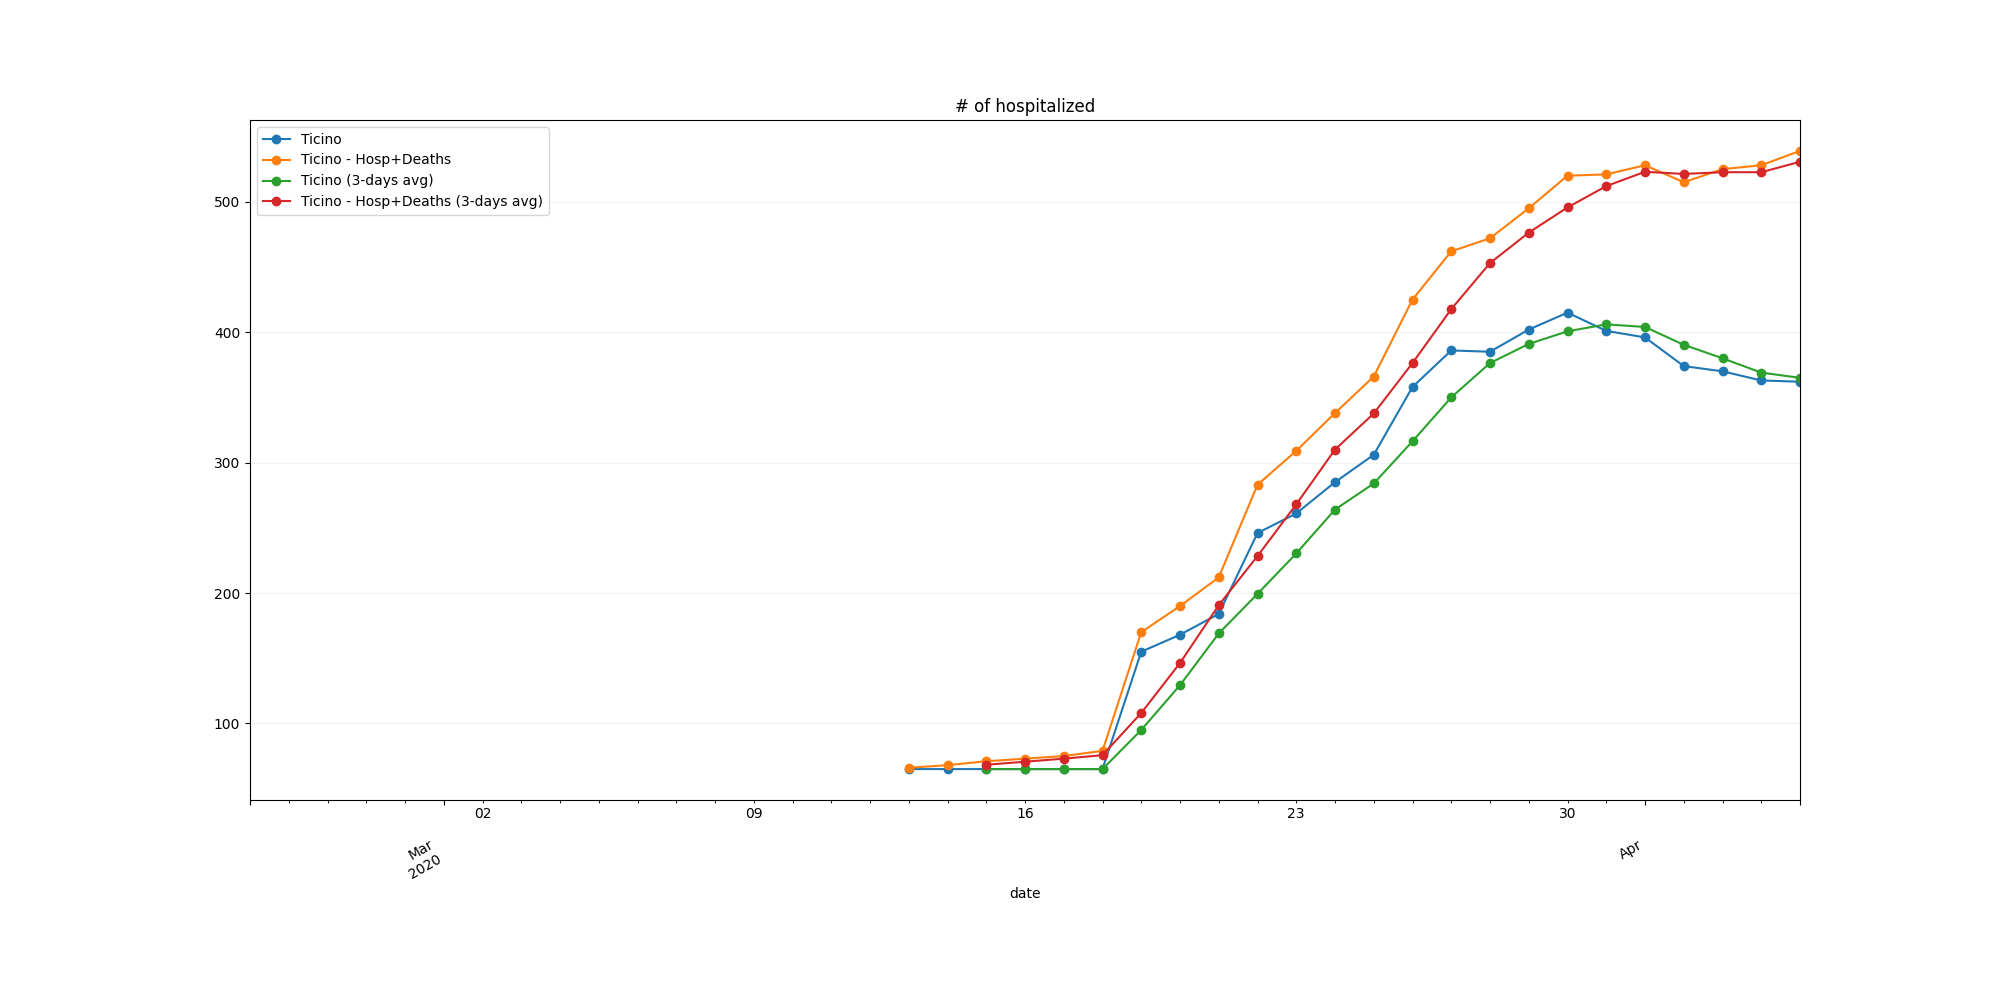 # of hospitalized
Ticino
Ticino - Hosp+Deaths
Ticino (3-days avg)
Ticino - Hosp+Deaths (3-days avg)
500
400
300
200
100
02
09
16
23
30
Mar
2020
Apr
date